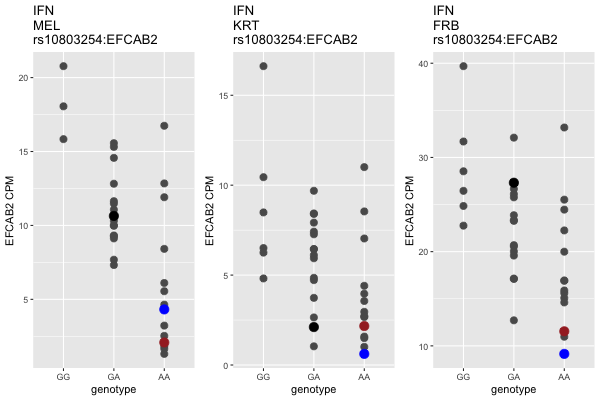 IFN
MEL
rs10803254:EFCAB2
EFCAB2 CPM
20
15
10
5
GG
GA
AA
genotype
IFN
KRT
rs10803254:EFCAB2
EFCAB2 CPM
15
10
5
0
GG
GA
AA
genotype
IFN
FRB
rs10803254:EFCAB2
EFCAB2 CPM
40
30
20
10
GG
GA
AA
genotype